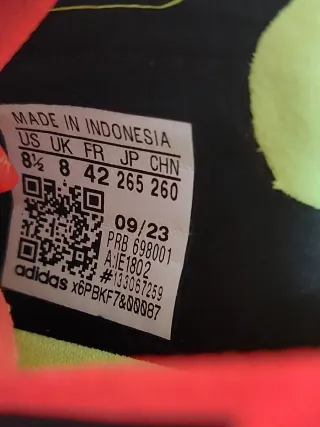 MADE IN INDONESIA
US UK FR JP CHN
8½ 8 42 265 260
09/23
PRB 698001
A:IE1802
#133067259
adidas x6PBKF7&00087